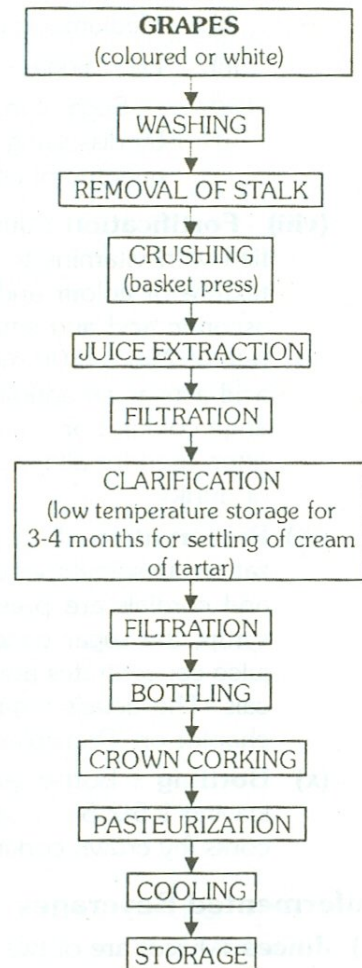 GRAPES
(coloured or white)
WASHING
REMOVAL OF STALK
CRUSHING
(basket press)
JUICE EXTRACTION
FILTRATION
CLARIFICATION
(low temperature storage for
3-4 months for settling of cream
of tartar)
FILTRATION
BOTTLING
CROWN CORKING
PASTEURIZATION
COOLING
STORAGE